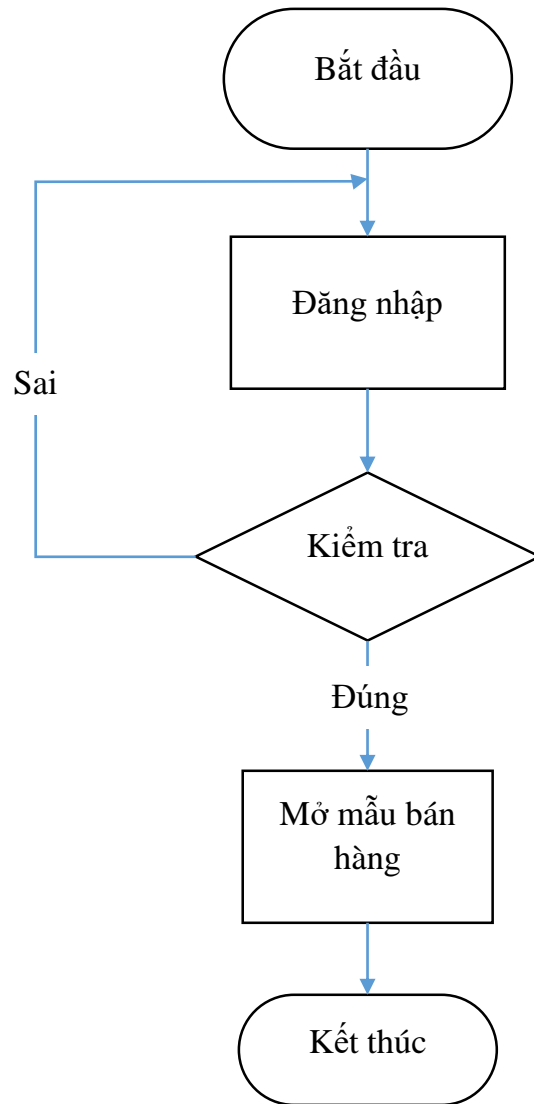 Bắt đầu
Đăng nhập
Sai
Kiểm tra
Đúng
Mở mẫu bán
hàng
Kết thúc